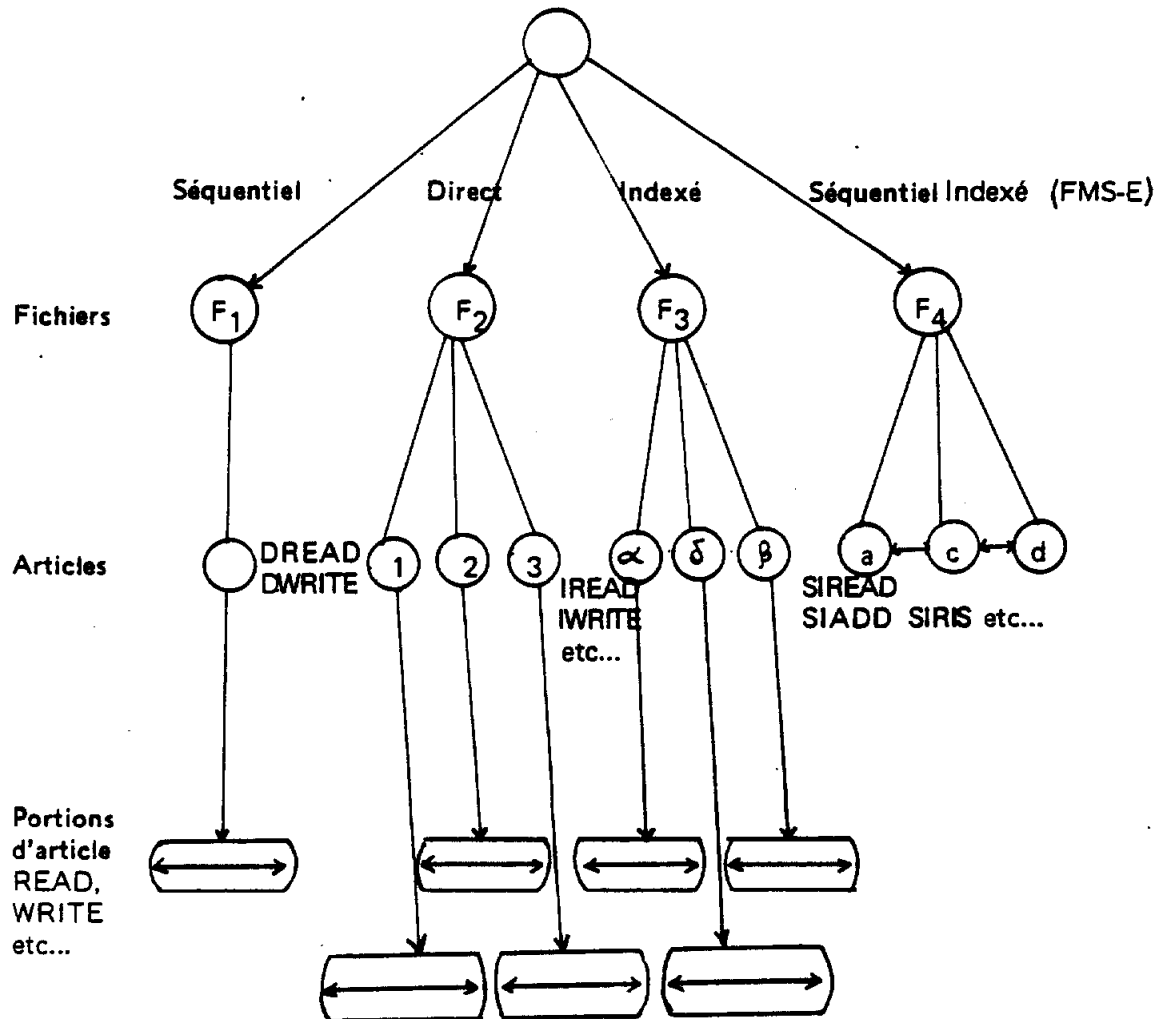 Séquentiel Direct Indexé Séquentiel Indexé (FMS-E)
Fichiers F1 F2 F3 F4
Articles DREAD
DWRITE 1 2 3 IREAD
IWRITE
etc... α δ β a c d
SIREAD
SIADD SIRIS etc...
Portions
d'article
READ,
WRITE
etc...